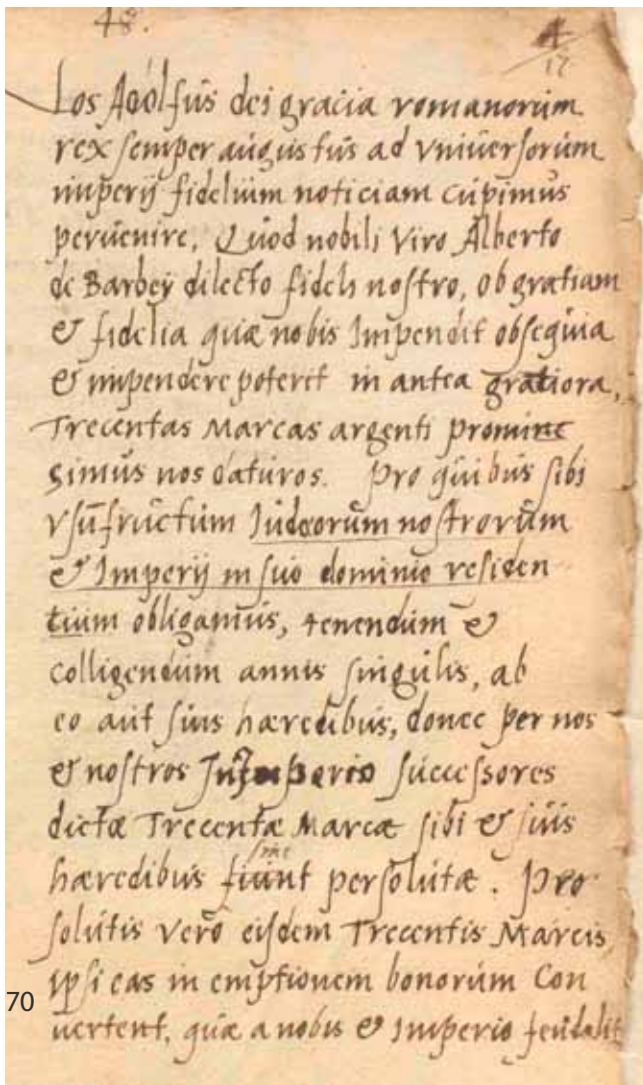 48.
4
17
Los Adolfus dei gracia romanorum
rex semper augustus ad vniuersorum
imperij fidelium noticiam cupimus
peruenire. Quod nobili Viro Alberto
de Barbey dilecto fideli nostro, ob gratiam
& fidelia quæ nobis Impendit obsequia
& impendere poterit in antea gratiora,
Trecentas Marcas argenti promine
simus nos daturos. Pro quibus sibi
vsufructum Iudæorum nostrorum
& Imperij in suo dominio residen
tium obligamus, tenendum &
Colligendum annis singulis, ab
eo aut suis hæredibus, donec per nos
& nostros Imperio successores
dictæ Trecentæ Marcæ sibi & suis
hæredibus fiunt persolutæ. Pro
solutis vero eisdem Trecentis Marcis
ipsi eas in emptionem bonorum Con
uertent, quæ a nobis & Imperio feudali
70